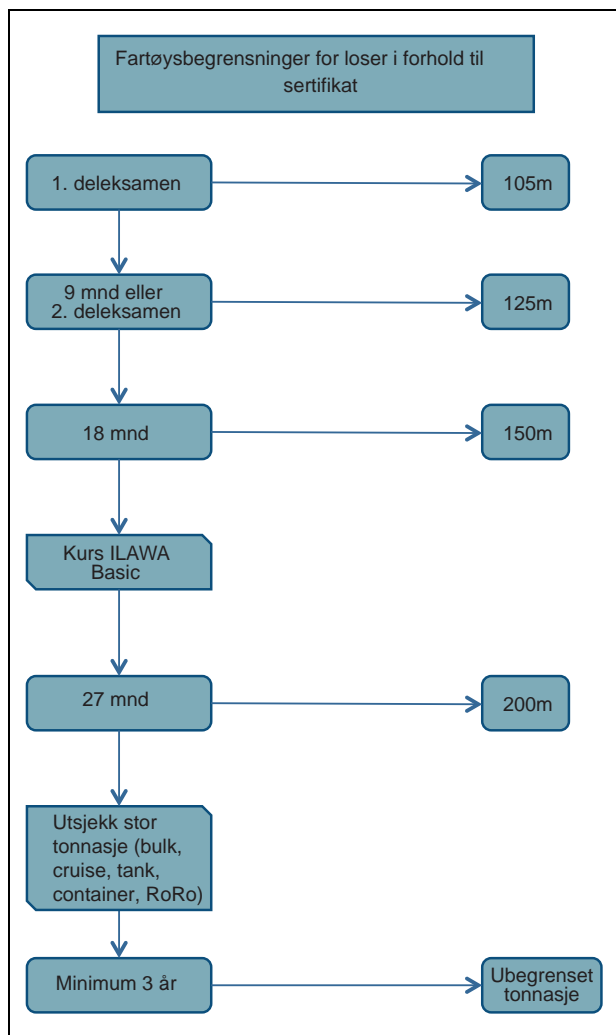 Fartøysbegrensninger for loser i forhold til
sertifikat
1. deleksamen
105m
9 mnd eller
2. deleksamen
125m
18 mnd
150m
Kurs ILAWA
Basic
27 mnd
200m
Utsjekk stor
tonnasje (bulk,
cruise, tank,
container, RoRo)
Minimum 3 år
Ubegrenset
tonnasje